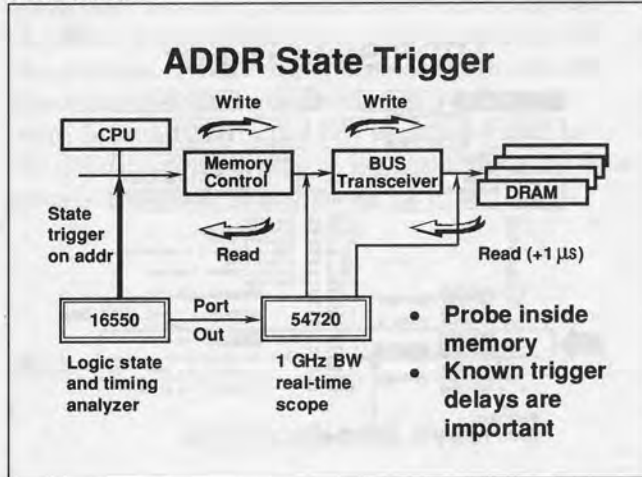 ADDR State Trigger
Write
Write
CPU
Memory
Control
BUS
Transceiver
DRAM
State
trigger
on addr
Read
Read (+1 µs)
16550
Port
Out
54720
Logic state
and timing
analyzer
1 GHz BW
real-time
scope
• Probe inside
memory
• Known trigger
delays are
important